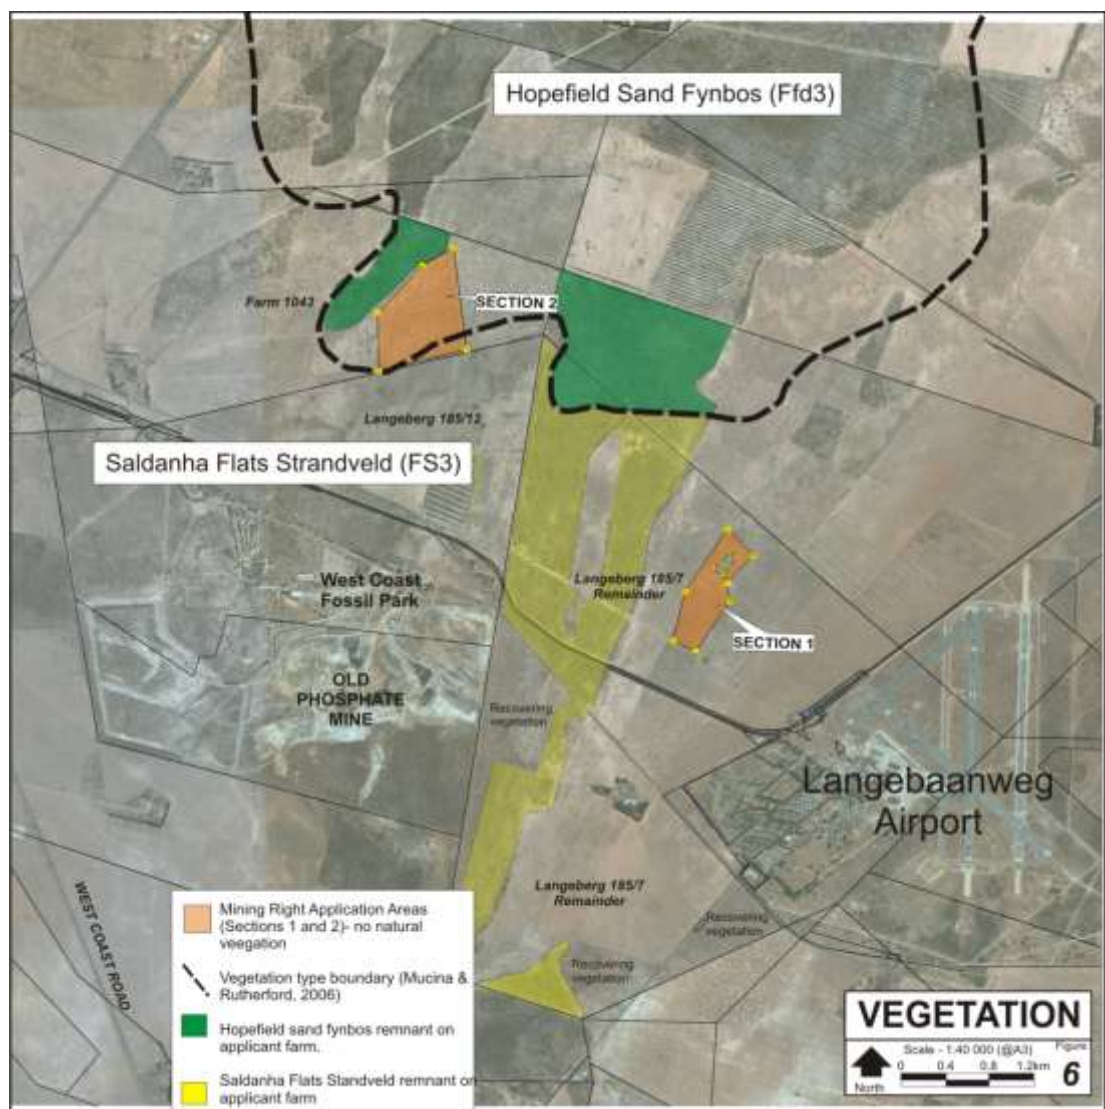 Hopefield Sand Fynbos (Ffd3)
Farm 1043
SECTION 2
Langeberg 185/12
Saldanha Flats Strandveld (FS3)
West Coast
Fossil Park
Langeberg 185/7
Remainder
SECTION 1
OLD
PHOSPHATE
MINE
Recovering
vegetation
Langebaanweg
Airport
Langeberg 185/7
Remainder
WEST COAST ROAD
Recovering
vegetation
Recovering
vegetation
Mining Right Application Areas
(Sections 1 and 2)- no natural
veegation
Vegetation type boundary (Mucina &
Rutherford, 2006)
Hopefield sand fynbos remnant on
applicant farm.
Saldanha Flats Standveld remnant on
applicant farm
VEGETATION
Scale - 1:40 000 (@A3)
0 0.4 0.8 1.2km
North
Figure
6